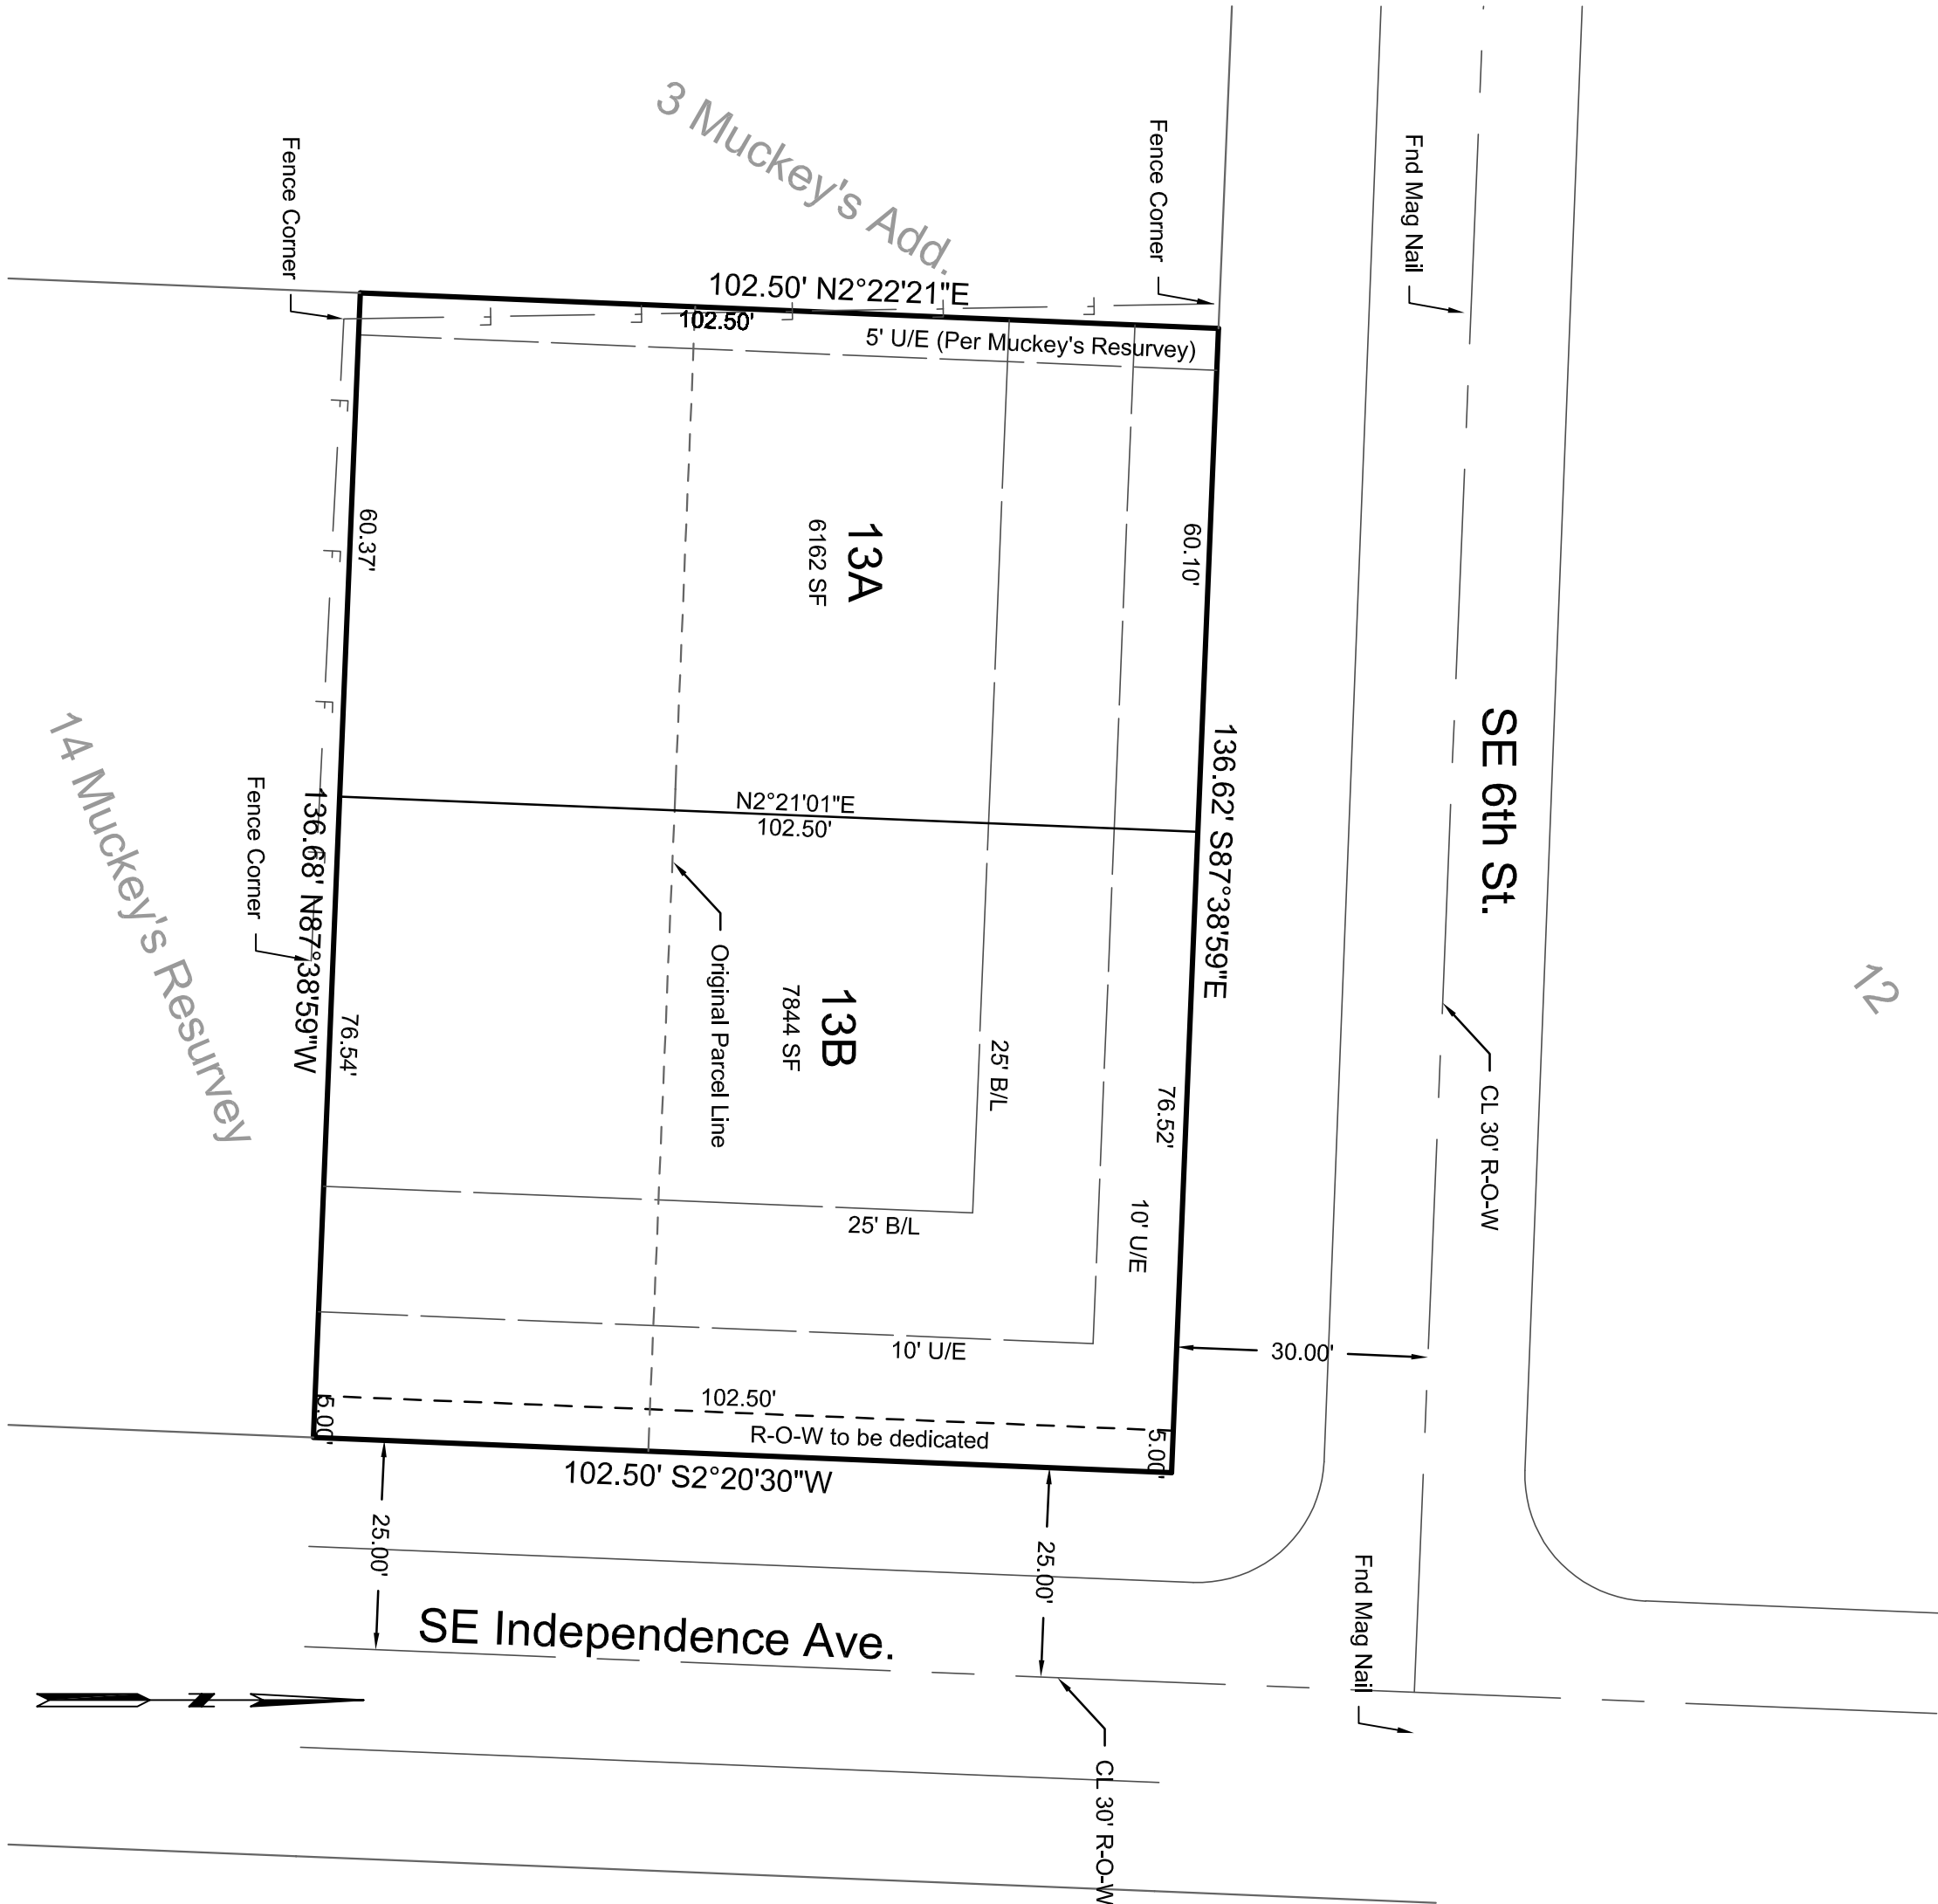 3 Muckey's Add.
Fence Corner
Fence Corner
Fnd Mag Nail
102.50' N2°22'21"E
102.50'
5' U/E (Per Muckey's Resurvey)
F
F
F
F
F
60.37'
13A
6162 SF
60.10'
F
F
F
F
SE 6th St.
136.62' S87°38'59"E
14 Muckey's Resurvey
Fence Corner
136.68' N87°38'59"W
N2°21'01"E
102.50'
Original Parcel Line
13B
7844 SF
76.54'
25' B/L
76.52'
CL 30' R-O-W
12
10' U/E
25' B/L
10' U/E
30.00'
102.50'
5.00'
5.00'
R-O-W to be dedicated
102.50' S2°20'30"W
25.00'
25.00'
Fnd Mag Nail
SE Independence Ave.
N
CL 30' R-O-W